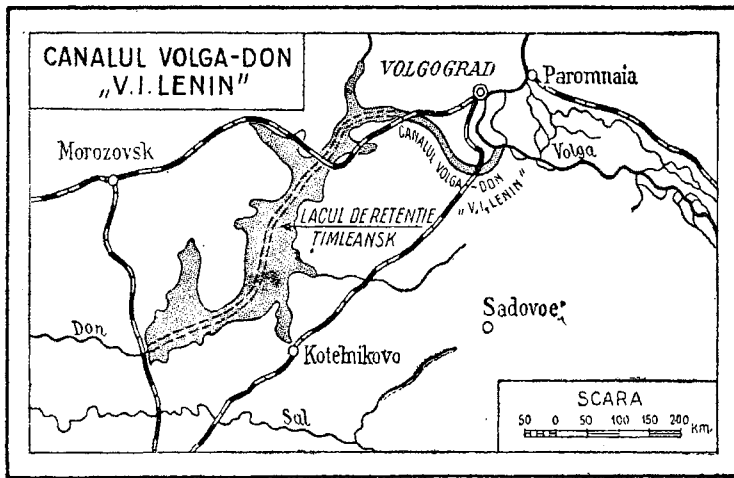 CANALUL VOLGA-DON
„V.I. LENIN"
VOLGOGRAD
Paromnaia
Morozovsk
CANALUL VOLGA-DON
„V.I. LENIN"
Volga
LACUL DE RETENTIE
TIMLEANSK
Sadovoe
Don
Kotelnikovo
Sal
SCARA
50 0 50 100 150 200 km.